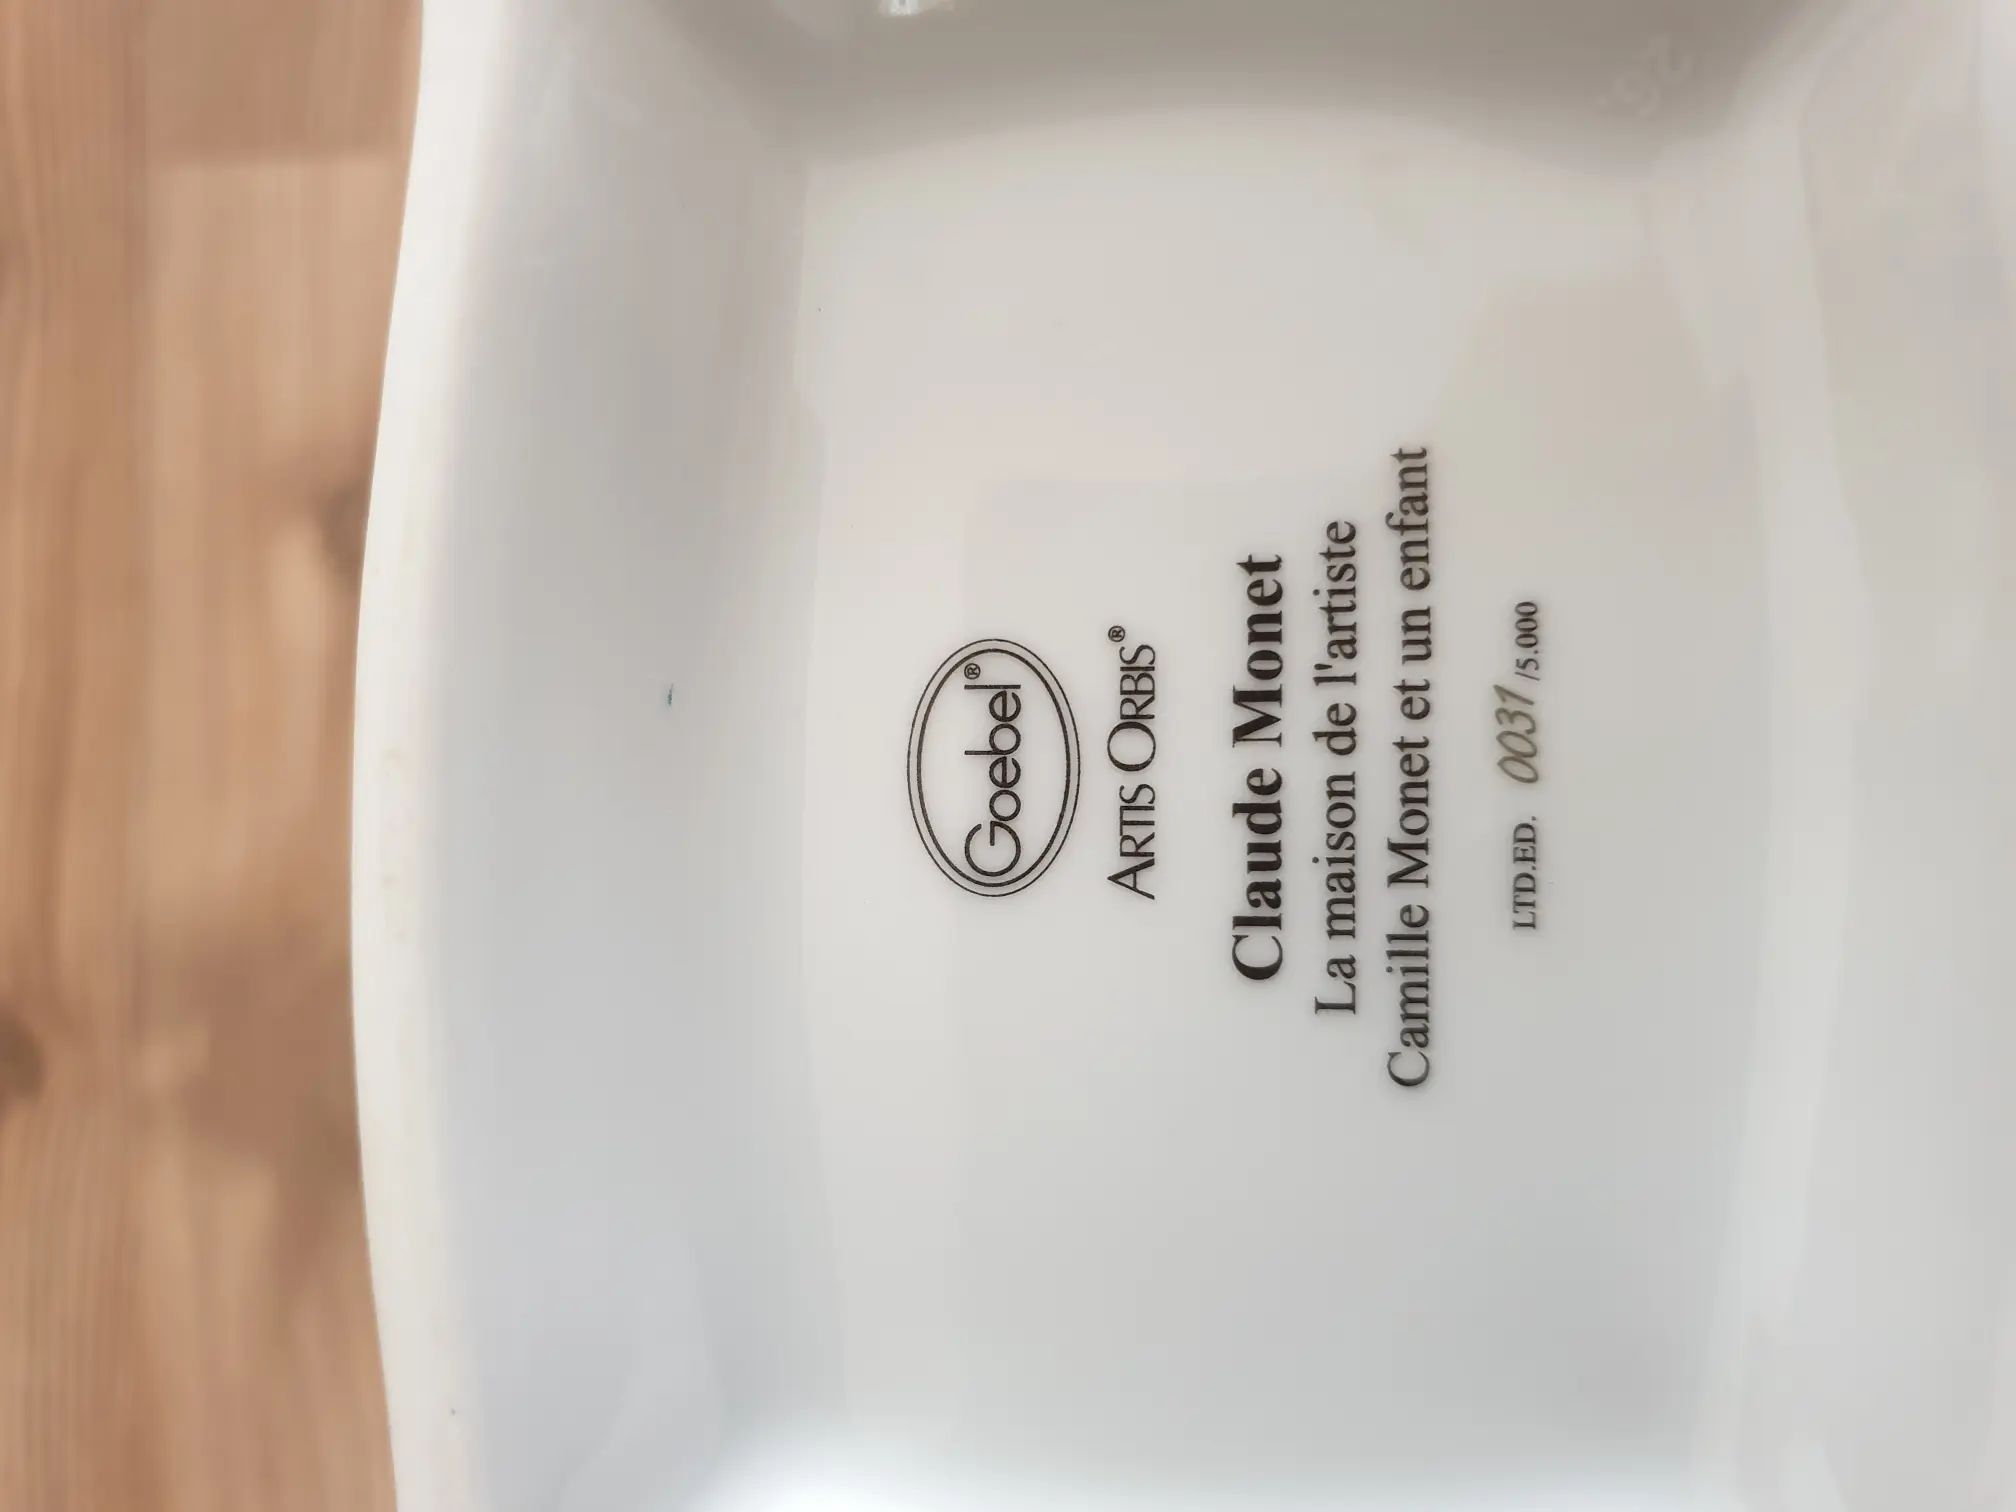 Goebel®
ARTIS ORBIS®
Claude Monet
La maison de l'artiste
Camille Monet et un enfant
LTD.ED. 0031 /5.000